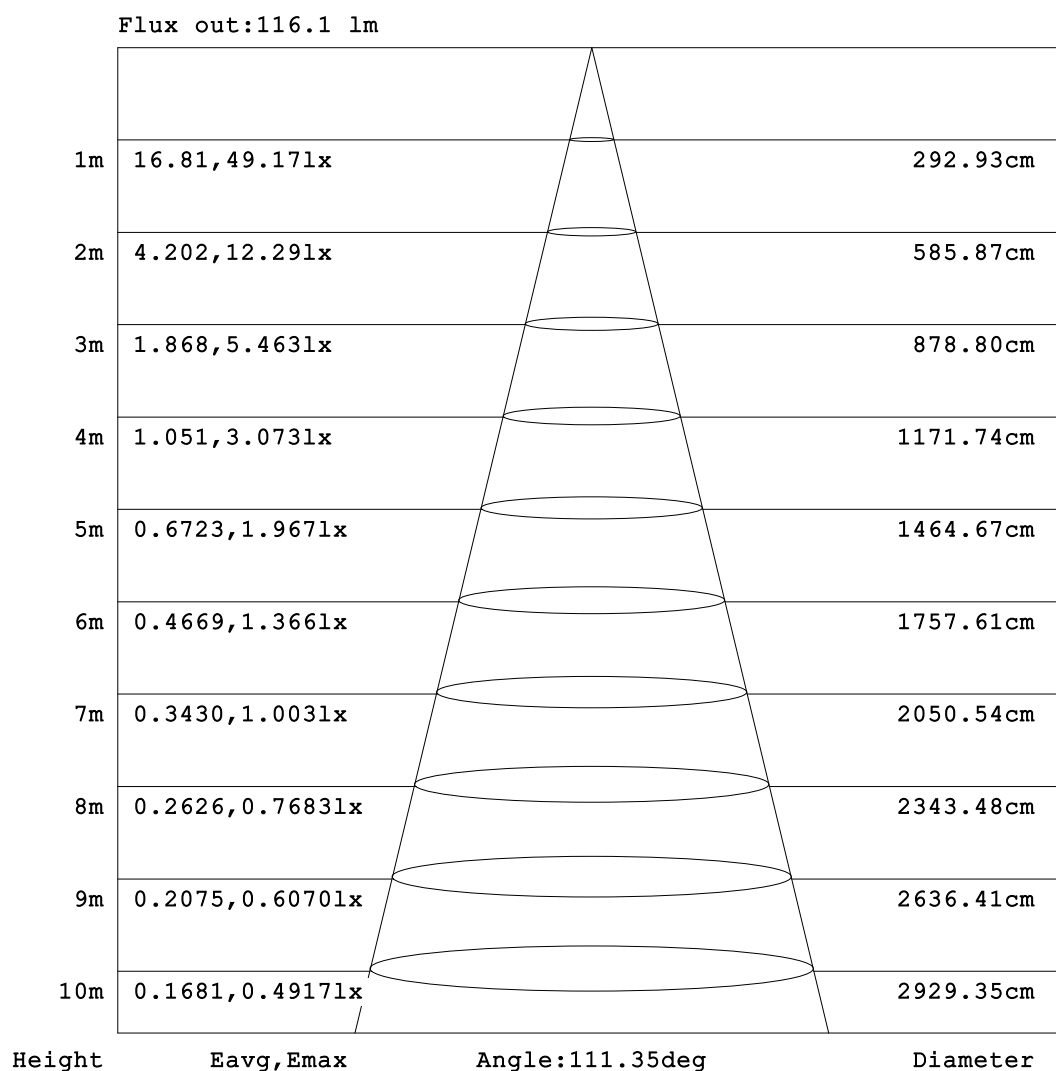 Flux out:116.1 lm
1m 16.81,49.17lx 292.93cm
2m 4.202,12.29lx 585.87cm
3m 1.868,5.463lx 878.80cm
4m 1.051,3.073lx 1171.74cm
5m 0.6723,1.967lx 1464.67cm
6m 0.4669,1.366lx 1757.61cm
7m 0.3430,1.003lx 2050.54cm
8m 0.2626,0.7683lx 2343.48cm
9m 0.2075,0.6070lx 2636.41cm
10m 0.1681,0.4917lx 2929.35cm
Height Eavg,Emax Angle:111.35deg Diameter